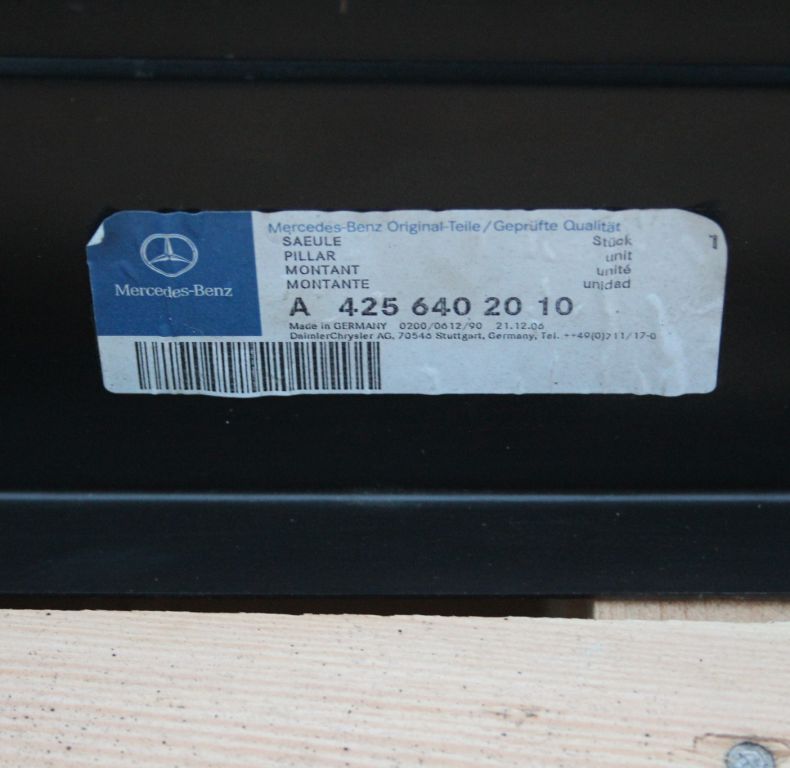 Mercedes-Benz
Mercedes-Benz Original-Teile/Geprüfte Qualität
SAEULE Stück 1
PILLAR unit
MONTANT unité
MONTANTE unidad
A 425 640 20 10
Made in GERMANY 0200/0612/90 21.12.06
DaimlerChrysler AG, 70546 Stuttgart, Germany, Tel. ++49(0)711/17-0